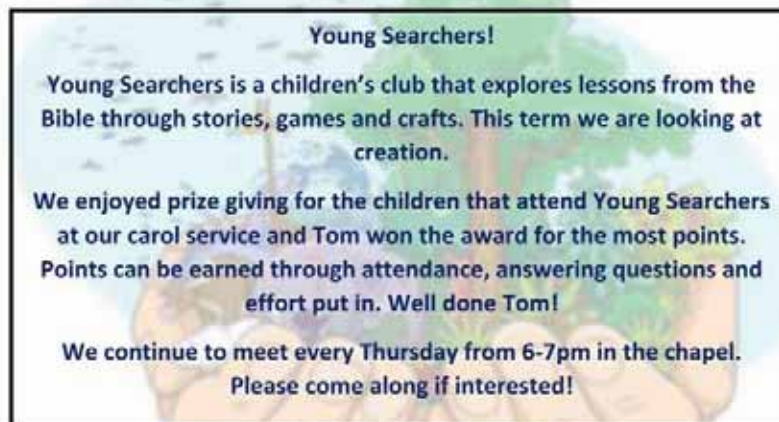 Young Searchers!
Young Searchers is a children's club that explores lessons from the
Bible through stories, games and crafts. This term we are looking at
creation.
We enjoyed prize giving for the children that attend Young Searchers
at our carol service and Tom won the award for the most points.
Points can be earned through attendance, answering questions and
effort put in. Well done Tom!
We continue to meet every Thursday from 6-7pm in the chapel.
Please come along if interested!